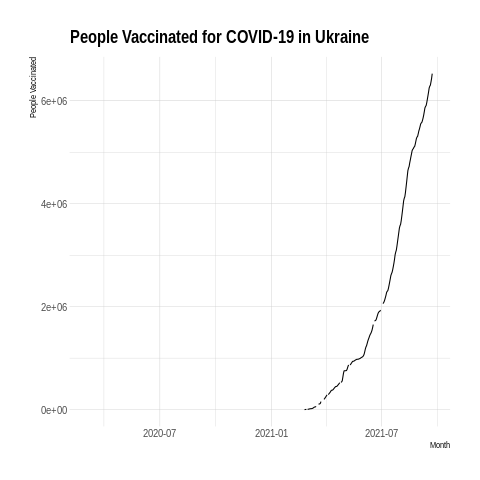 People Vaccinated for COVID-19 in Ukraine
People Vaccinated
6e+06
4e+06
2e+06
0e+00
2020-07 2021-01 2021-07
Month